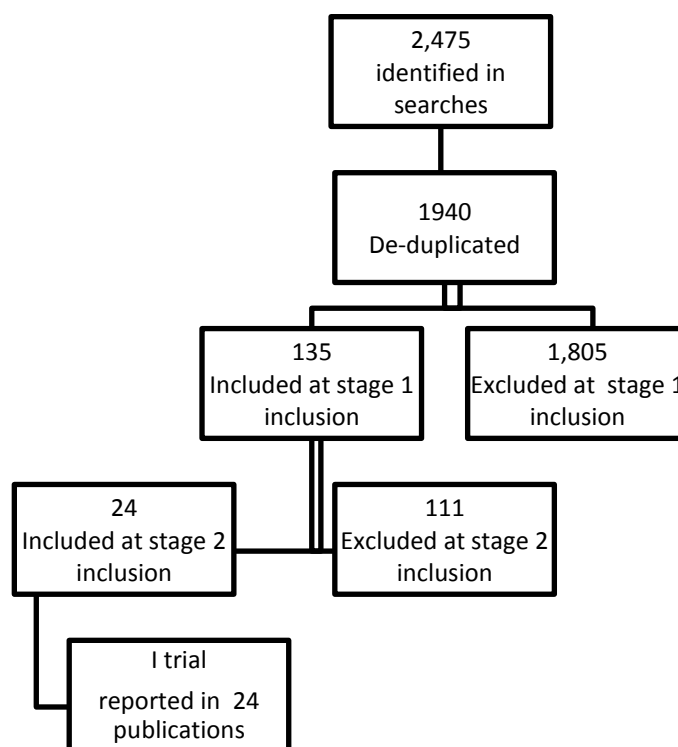 2,475
identified in
searches
1940
De-duplicated
135
Included at stage 1
inclusion
1,805
Excluded at  stage 1
inclusion
24
Included at stage 2
inclusion
111
Excluded at stage 2
inclusion
I trial
reported in  24
publications